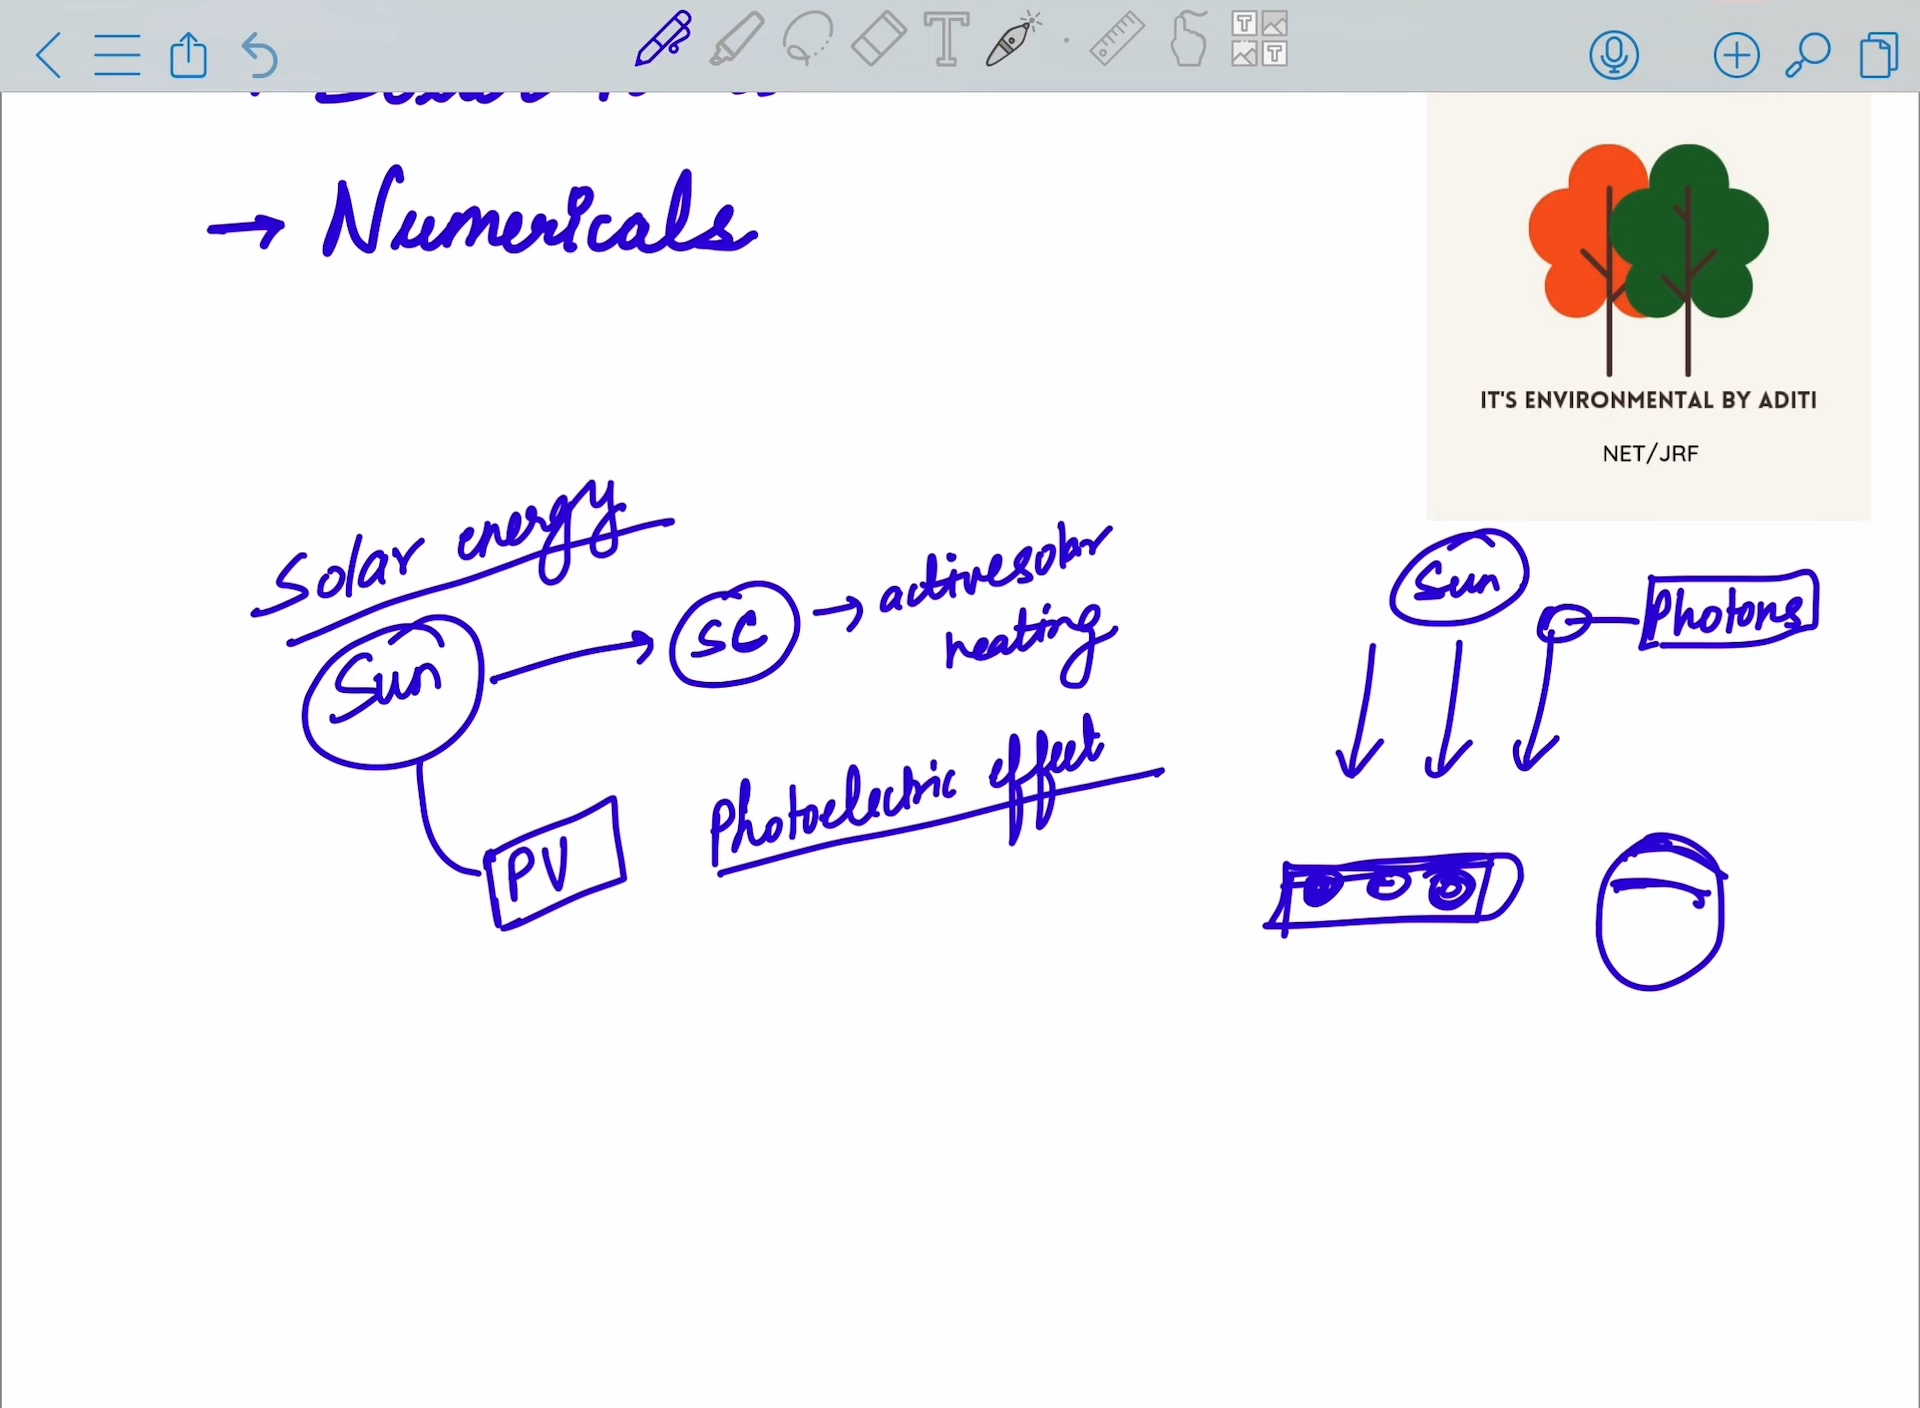 → Numericals
IT'S ENVIRONMENTAL BY ADITI
NET/JRF
Solar energy
Sun → SC → active solar
heating
PV
Photoelectric effect
Sun
Photons